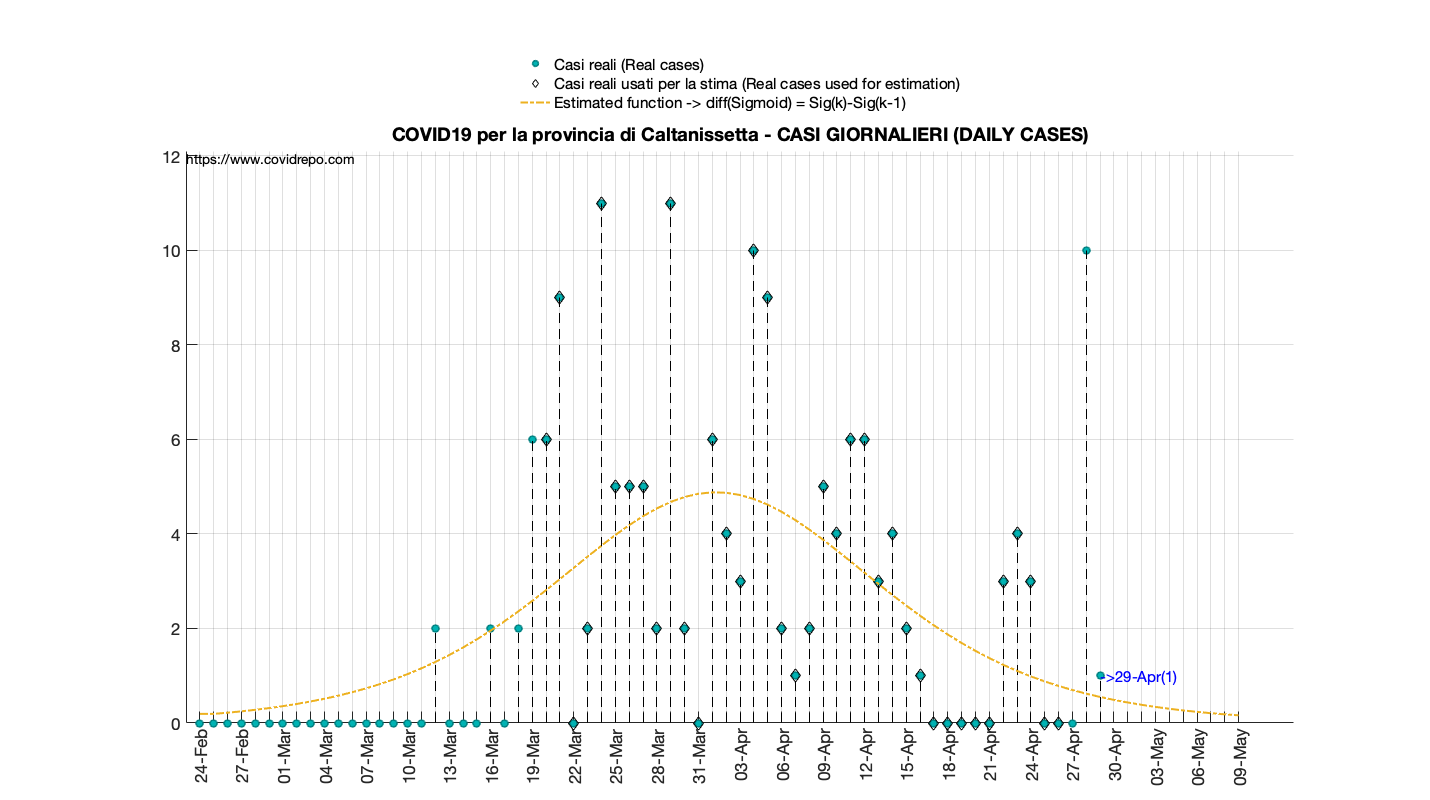 Casi reali (Real cases)
Casi reali usati per la stima (Real cases used for estimation)
Estimated function -> diff(Sigmoid) = Sig(k)-Sig(k-1)
COVID19 per la provincia di Caltanissetta - CASI GIORNALIERI (DAILY CASES)
https://www.covidrepo.com
12
10
8
6
4
2
0
->29-Apr(1)
24-Feb
27-Feb
01-Mar
04-Mar
07-Mar
10-Mar
13-Mar
16-Mar
19-Mar
22-Mar
25-Mar
28-Mar
31-Mar
03-Apr
06-Apr
09-Apr
12-Apr
15-Apr
18-Apr
21-Apr
24-Apr
27-Apr
30-Apr
03-May
06-May
09-May